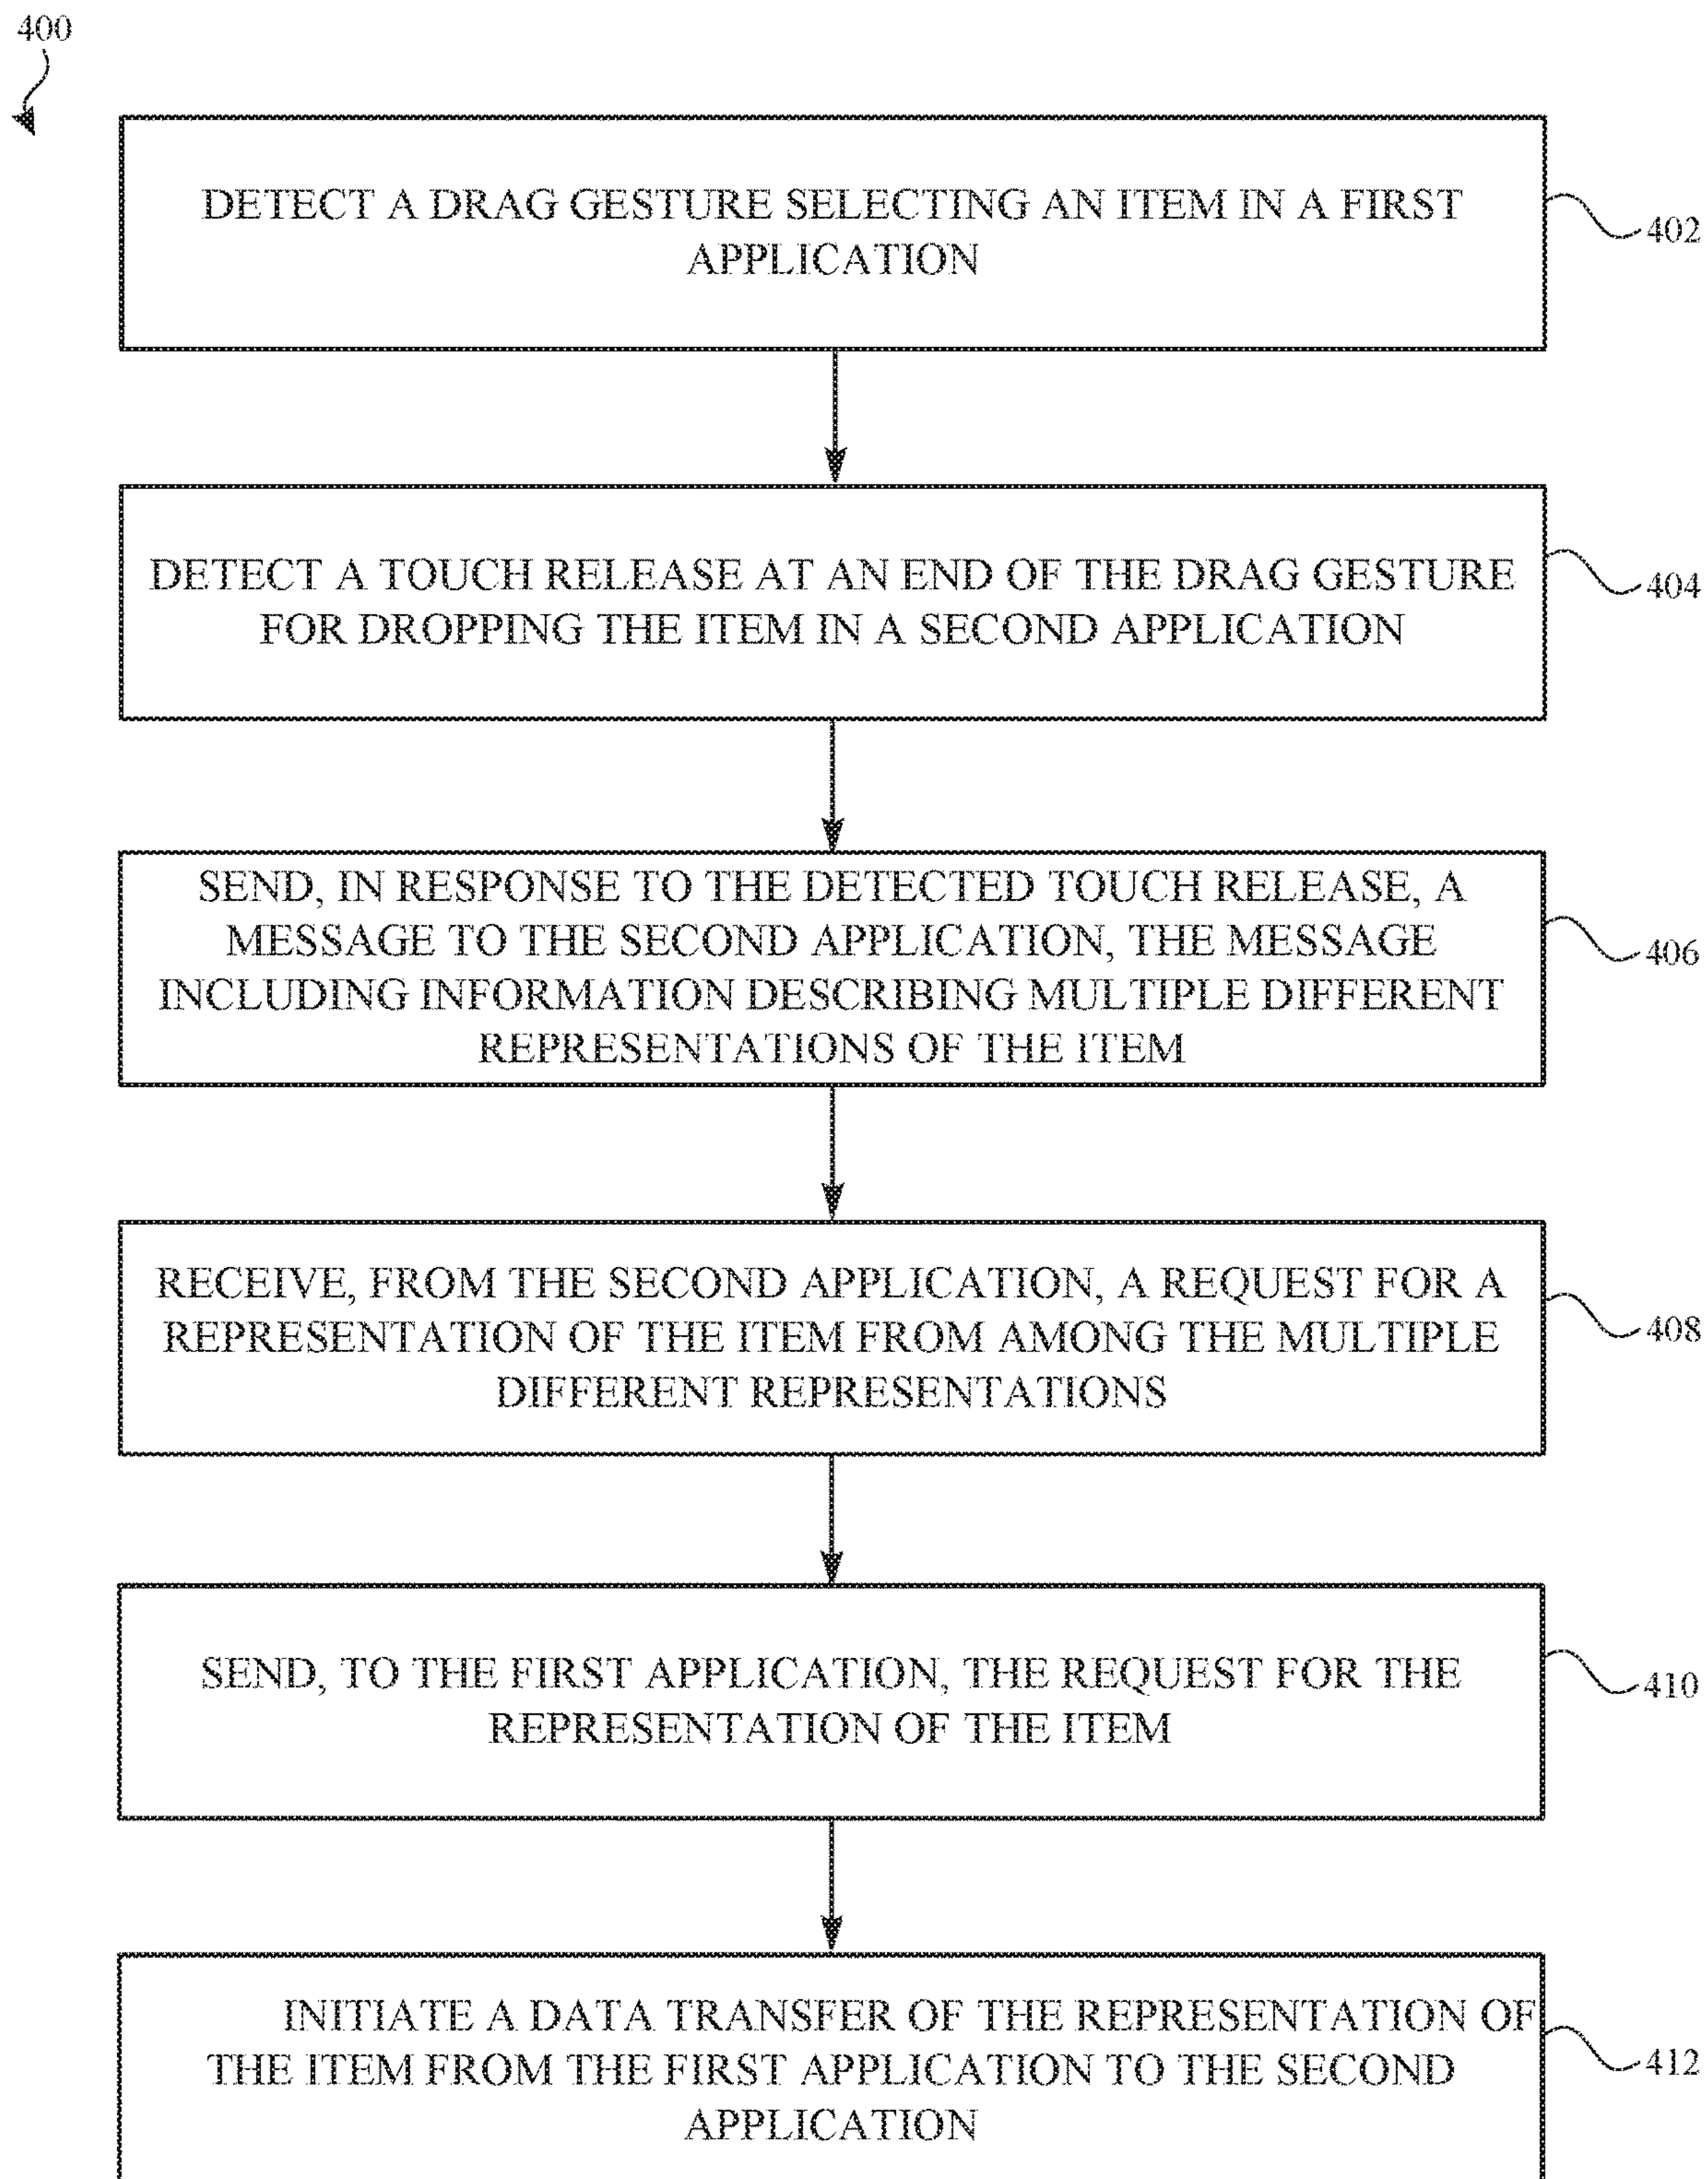 400
DETECT A DRAG GESTURE SELECTING AN ITEM IN A FIRST
APPLICATION
402
DETECT A TOUCH RELEASE AT AN END OF THE DRAG GESTURE
FOR DROPPING THE ITEM IN A SECOND APPLICATION
404
SEND, IN RESPONSE TO THE DETECTED TOUCH RELEASE, A
MESSAGE TO THE SECOND APPLICATION, THE MESSAGE
INCLUDING INFORMATION DESCRIBING MULTIPLE DIFFERENT
REPRESENTATIONS OF THE ITEM
406
RECEIVE, FROM THE SECOND APPLICATION, A REQUEST FOR A
REPRESENTATION OF THE ITEM FROM AMONG THE MULTIPLE
DIFFERENT REPRESENTATIONS
408
SEND, TO THE FIRST APPLICATION, THE REQUEST FOR THE
REPRESENTATION OF THE ITEM
410
INITIATE A DATA TRANSFER OF THE REPRESENTATION OF
THE ITEM FROM THE FIRST APPLICATION TO THE SECOND
APPLICATION
412